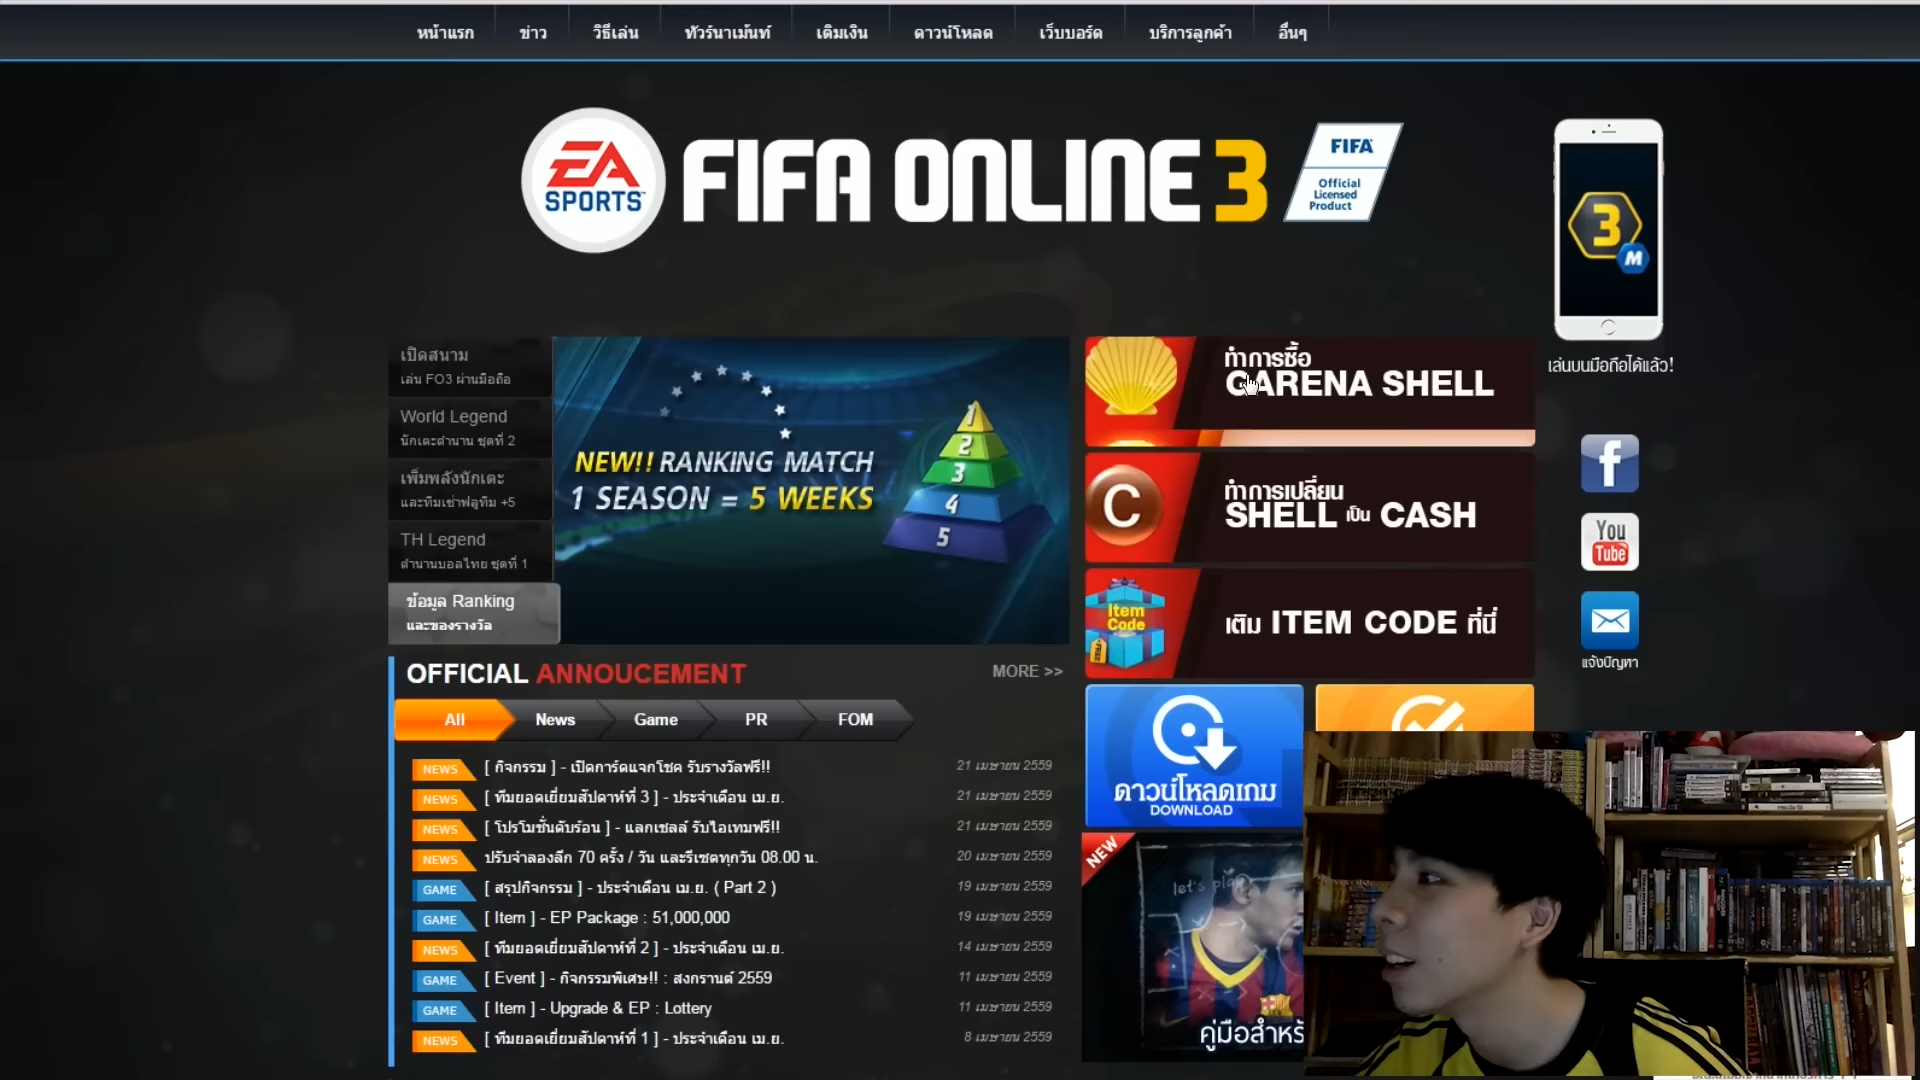 หน้าแรก
ข่าว
วิธีเล่น
ทัวร์นาเม้นท์
เติมเงิน
ดาวน์โหลด
เว็บบอร์ด
บริการลูกค้า
อื่นๆ
EA
SPORTS
FIFA ONLINE 3
FIFA
Official
Licensed
Product
3
M
เล่นบนมือถือได้แล้ว!
เปิดสนาม
เล่น FO3 ผ่านมือถือ
World Legend
นักเตะตำนาน ชุดที่ 2
เพิ่มพลังนักเตะ
และทีมเช่าฟลูทีม +5
TH Legend
ตำนานบอลไทย ชุดที่ 1
ข้อมูล Ranking
และของรางวัล
NEW!! RANKING MATCH
1 SEASON = 5 WEEKS
1
2
3
4
5
ทำการซื้อ
GARENA SHELL
C
ทำการเปลี่ยน
SHELL เป็น CASH
Item
Code
FREE
เติม ITEM CODE ที่นี่
f
You
Tube
แจ้งปัญหา
OFFICIAL ANNOUCEMENT
MORE >>
All
News
Game
PR
FOM
NEWS [ กิจกรรม ] - เปิดการ์ดแจกโชค รับรางวัลฟรี!! 21 เมษายน 2559
NEWS [ ทีมยอดเยี่ยมสัปดาห์ที่ 3 ] - ประจำเดือน เม.ย. 21 เมษายน 2559
NEWS [ โปรโมชั่นดับร้อน ] - แลกเชลล์ รับไอเทมฟรี!! 21 เมษายน 2559
NEWS ปรับจำลองลีก 70 ครั้ง / วัน และรีเซตทุกวัน 08.00 น. 20 เมษายน 2559
GAME [ สรุปกิจกรรม ] - ประจำเดือน เม.ย. ( Part 2 ) 19 เมษายน 2559
GAME [ Item ] - EP Package : 51,000,000 19 เมษายน 2559
NEWS [ ทีมยอดเยี่ยมสัปดาห์ที่ 2 ] - ประจำเดือน เม.ย. 14 เมษายน 2559
GAME [ Event ] - กิจกรรมพิเศษ!! : สงกรานต์ 2559 11 เมษายน 2559
GAME [ Item ] - Upgrade & EP : Lottery 11 เมษายน 2559
NEWS [ ทีมยอดเยี่ยมสัปดาห์ที่ 1 ] - ประจำเดือน เม.ย. 8 เมษายน 2559
ดาวน์โหลดเกม
DOWNLOAD
NEW
let's play
คู่มือสำหรั